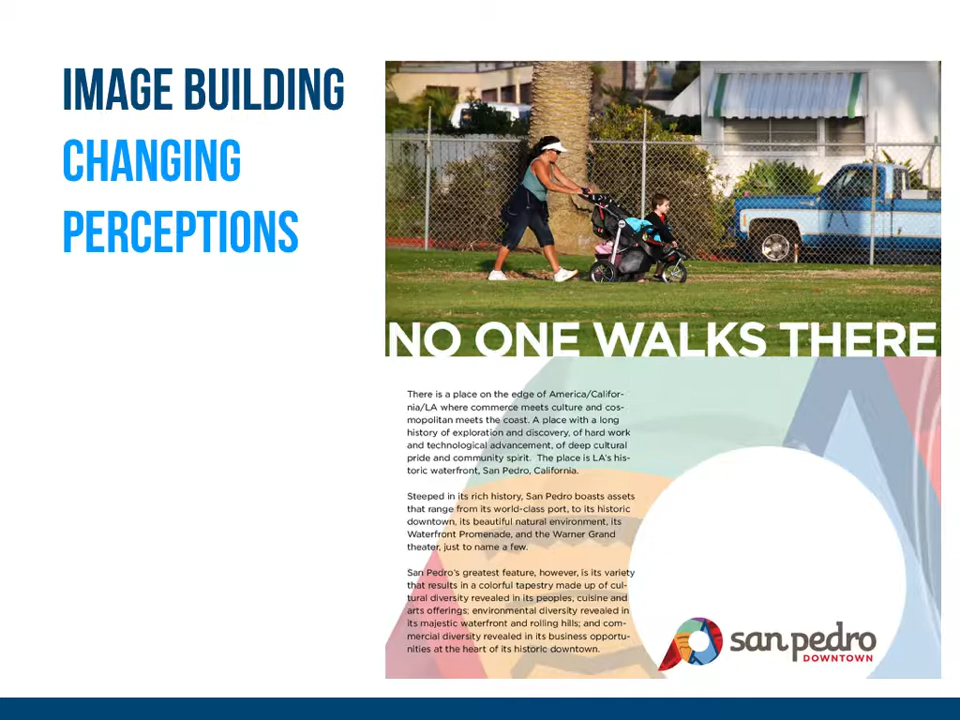 IMAGE BUILDING
CHANGING
PERCEPTIONS
NO ONE WALKS THERE
There is a place on the edge of America/Califor-
nia/LA where commerce meets culture and cos-
mopolitan meets the coast. A place with a long
history of exploration and discovery, of hard work
and technological advancement, of deep cultural
pride and community spirit. The place is LA's his-
toric waterfront, San Pedro, California.
Steeped in its rich history, San Pedro boasts assets
that range from its world-class port, to its historic
downtown, its beautiful natural environment, its
Waterfront Promenade, and the Warner Grand
theater, just to name a few.
San Pedro's greatest feature, however, is its variety
that results in a colorful tapestry made up of cul-
tural diversity revealed in its peoples, cuisine and
arts offerings; environmental diversity revealed in
its majestic waterfront and rolling hills; and com-
mercial diversity revealed in its business opportu-
nities at the heart of its historic downtown.
san pedro
DOWNTOWN